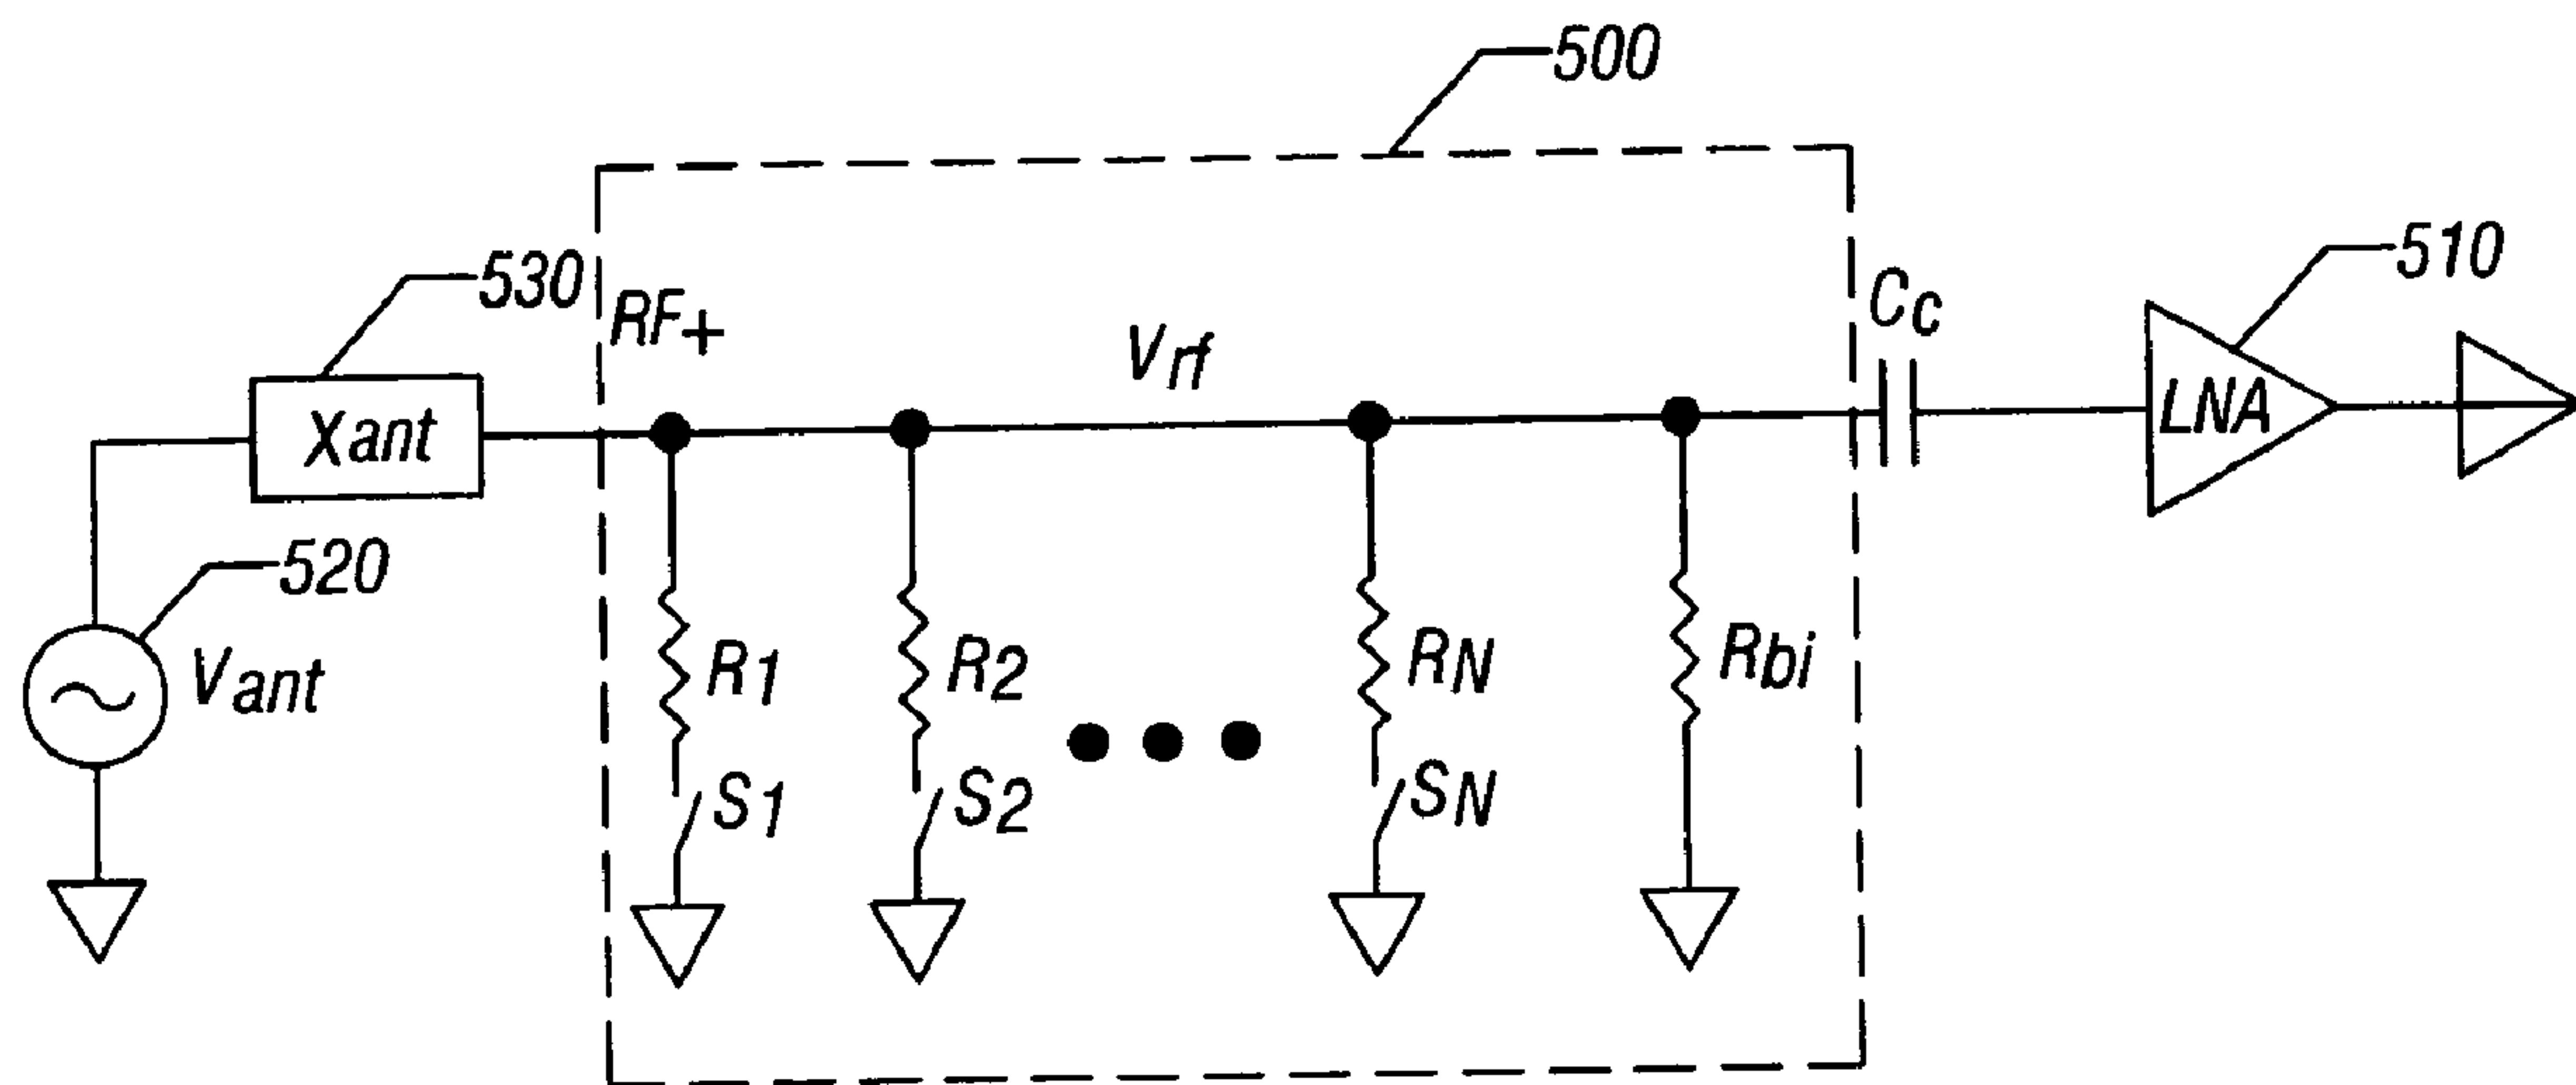 500
530
RF+
Vrf
Cc
510
Xant
LNA
520
Vant
R1
R2
RN
Rbi
S1
S2
SN